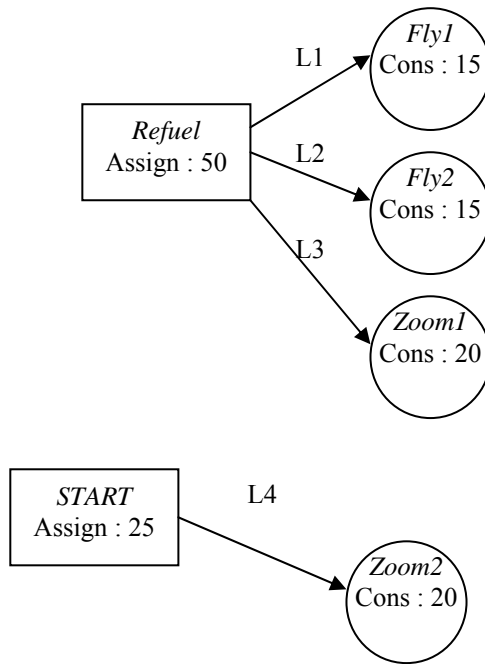 Fly1
Cons : 15
L1
Refuel
Assign : 50
L2
Fly2
Cons : 15
L3
Zoom1
Cons : 20
START
Assign : 25
L4
Zoom2
Cons : 20